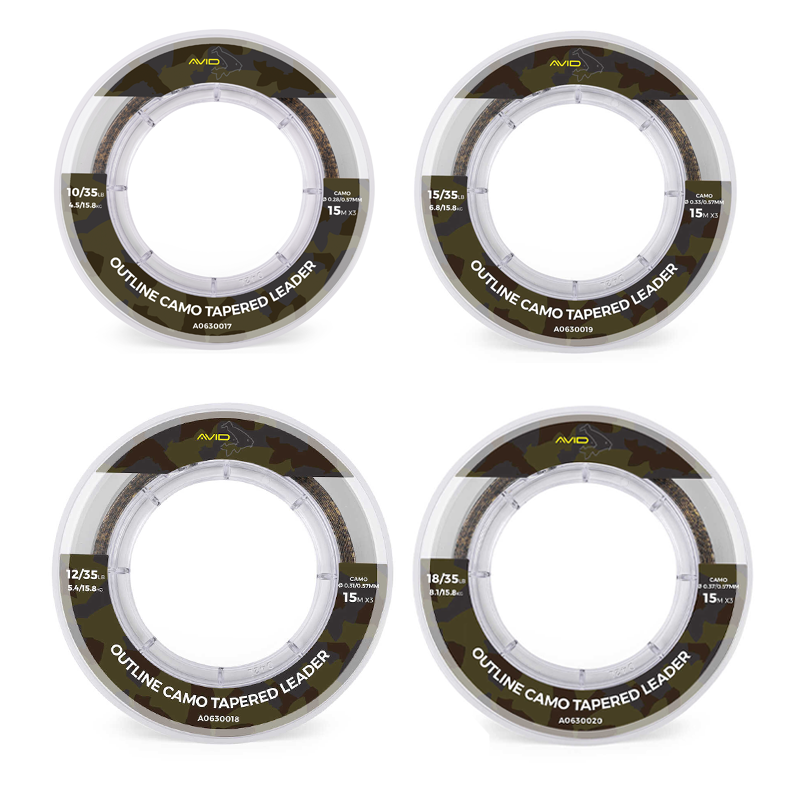 AVID
10/35LB
4.5/15.8KG
CAMO
Ø 0.28/0.57MM
15M X3
OUTLINE CAMO TAPERED LEADER
A0630017
AVID
15/35LB
6.8/15.8KG
CAMO
Ø 0.33/0.57MM
15M X3
OUTLINE CAMO TAPERED LEADER
A0630019
AVID
12/35LB
5.4/15.8KG
CAMO
Ø 0.31/0.57MM
15M X3
OUTLINE CAMO TAPERED LEADER
A0630018
AVID
18/35LB
8.1/15.8KG
CAMO
Ø 0.37/0.57MM
15M X3
OUTLINE CAMO TAPERED LEADER
A0630020